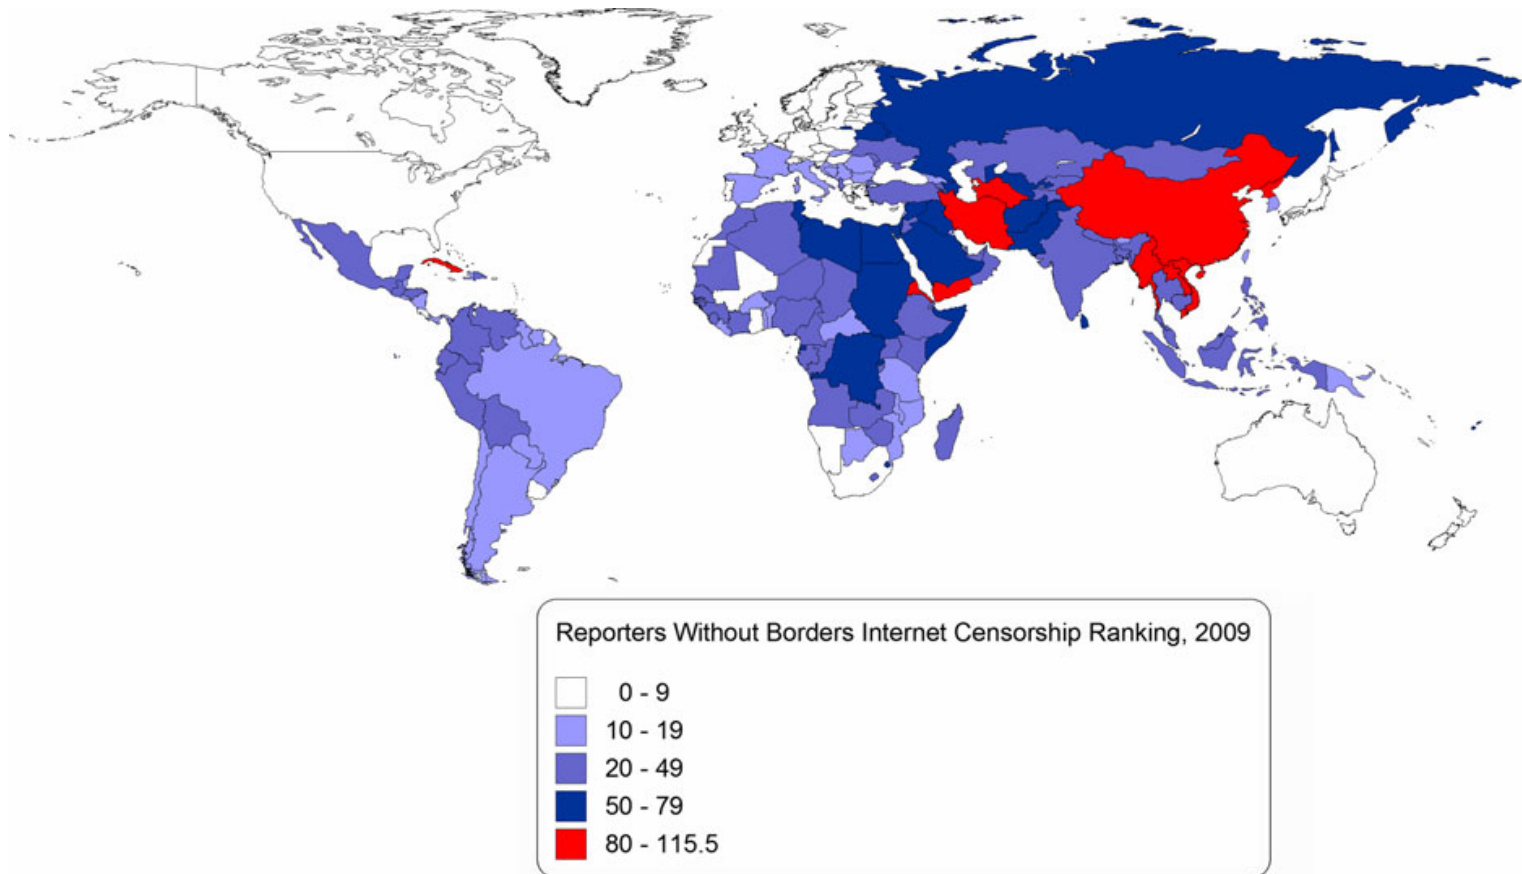 Reporters Without Borders Internet Censorship Ranking, 2009
0 - 9
10 - 19
20 - 49
50 - 79
80 - 115.5